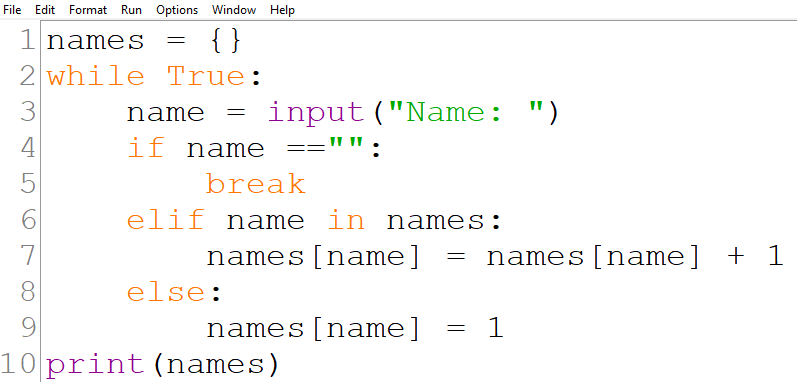 File Edit Format Run Options Window Help
1 names = {}
2 while True:
3     name = input("Name: ")
4     if name =="":
5         break
6     elif name in names:
7         names[name] = names[name] + 1
8     else:
9         names[name] = 1
10 print(names)